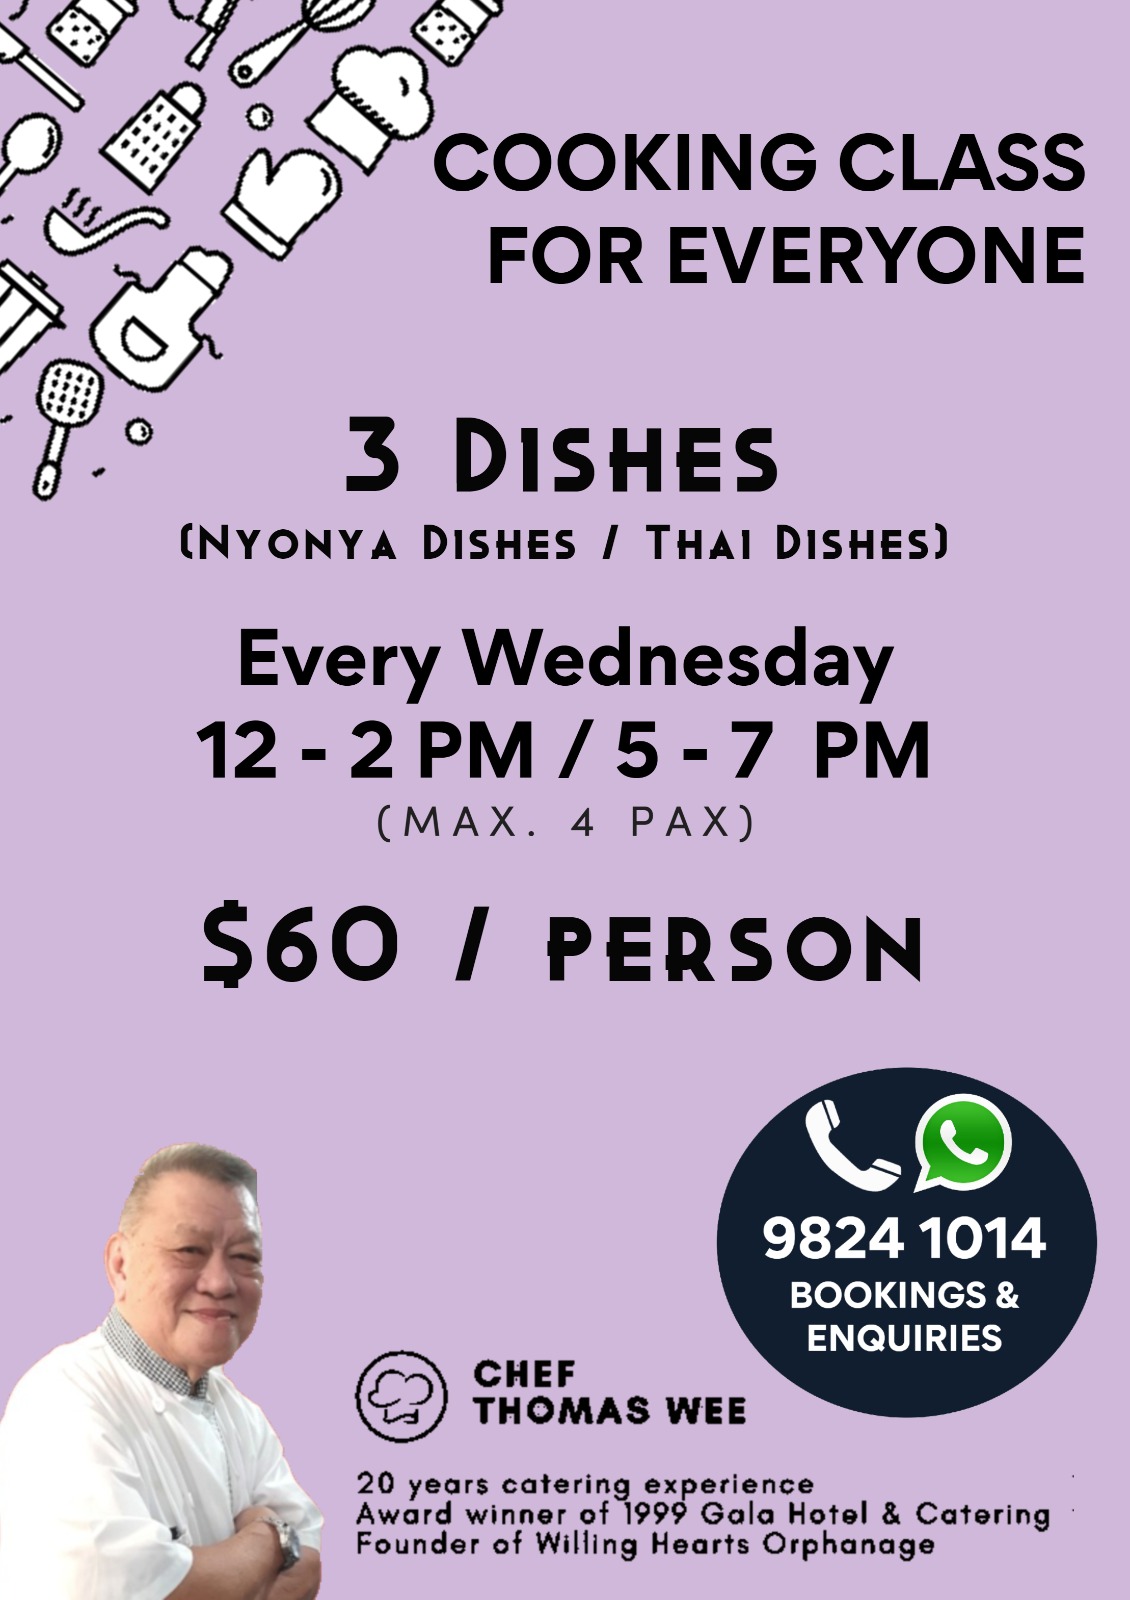 COOKING CLASS
FOR EVERYONE
3 DISHES
(NYONYA DISHES / THAI DISHES)
Every Wednesday
12 - 2 PM / 5 - 7 PM
(MAX. 4 PAX)
$60 / PERSON
9824 1014
BOOKINGS &
ENQUIRIES
CHEF
THOMAS WEE
20 years catering experience
Award winner of 1999 Gala Hotel & Catering
Founder of Willing Hearts Orphanage